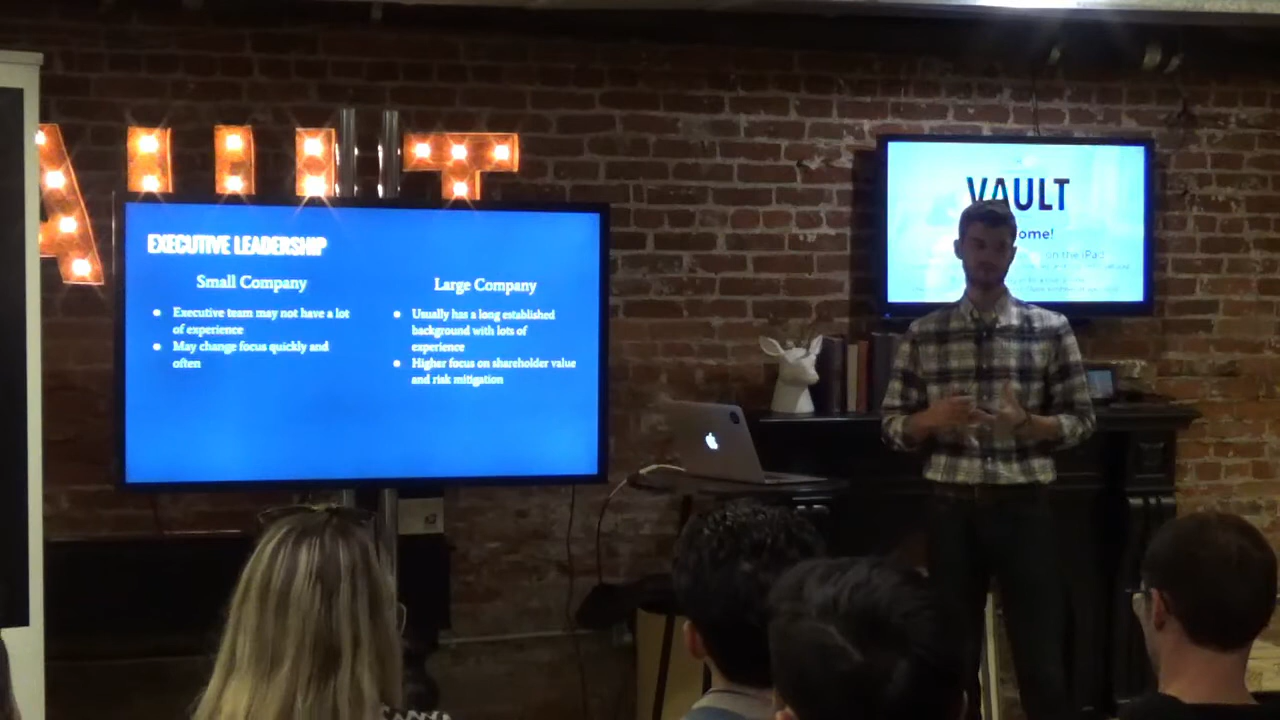 EXECUTIVE LEADERSHIP
Small Company
● Executive team may not have a lot
of experience
● May change focus quickly and
often
Large Company
● Usually has a long established
background with lots of
experience
● Higher focus on shareholder value
and risk mitigation
VAULT
on the iPad